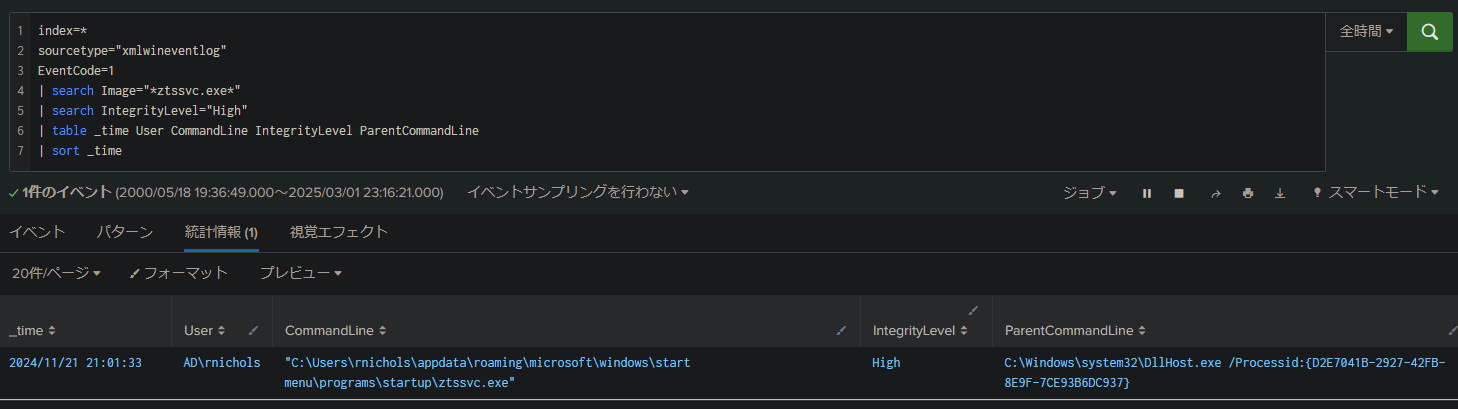 1 index=*
2 sourcetype="xmlwineventlog"
3 EventCode=1
4 | search Image="*ztssvc.exe*"
5 | search IntegrityLevel="High"
6 | table _time User CommandLine IntegrityLevel ParentCommandLine
7 | sort _time
全時間
1件のイベント (2000/05/18 19:36:49.000～2025/03/01 23:16:21.000) イベントサンプリングを行わない ジョブ スマートモード
イベント パターン 統計情報 (1) 視覚エフェクト
20件/ページ フォーマット プレビュー
_time User CommandLine IntegrityLevel ParentCommandLine
2024/11/21 21:01:33 AD\rnichols "C:\Users\rnichols\appdata\roaming\microsoft\windows\start High C:\Windows\system32\DllHost.exe /Processid:{D2E7041B-2927-42FB-
menu\programs\startup\ztssvc.exe" 8E9F-7CE93B6DC937}